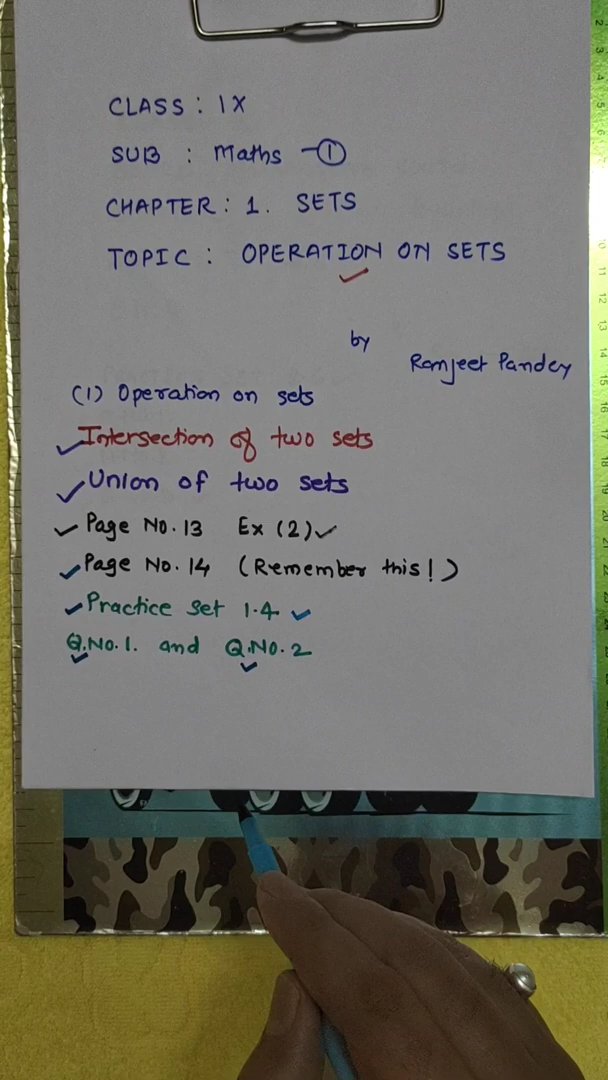 CLASS : IX
SUB : Maths - ①
CHAPTER : 1. SETS
TOPIC : OPERATION ON SETS
by
Ranjeet Pandey
(1) Operation on sets
Intersection of two sets
Union of two sets
Page No. 13 Ex (2)
Page No. 14 (Remember this!)
Practice set 1.4
Q.No.1. and Q.No.2